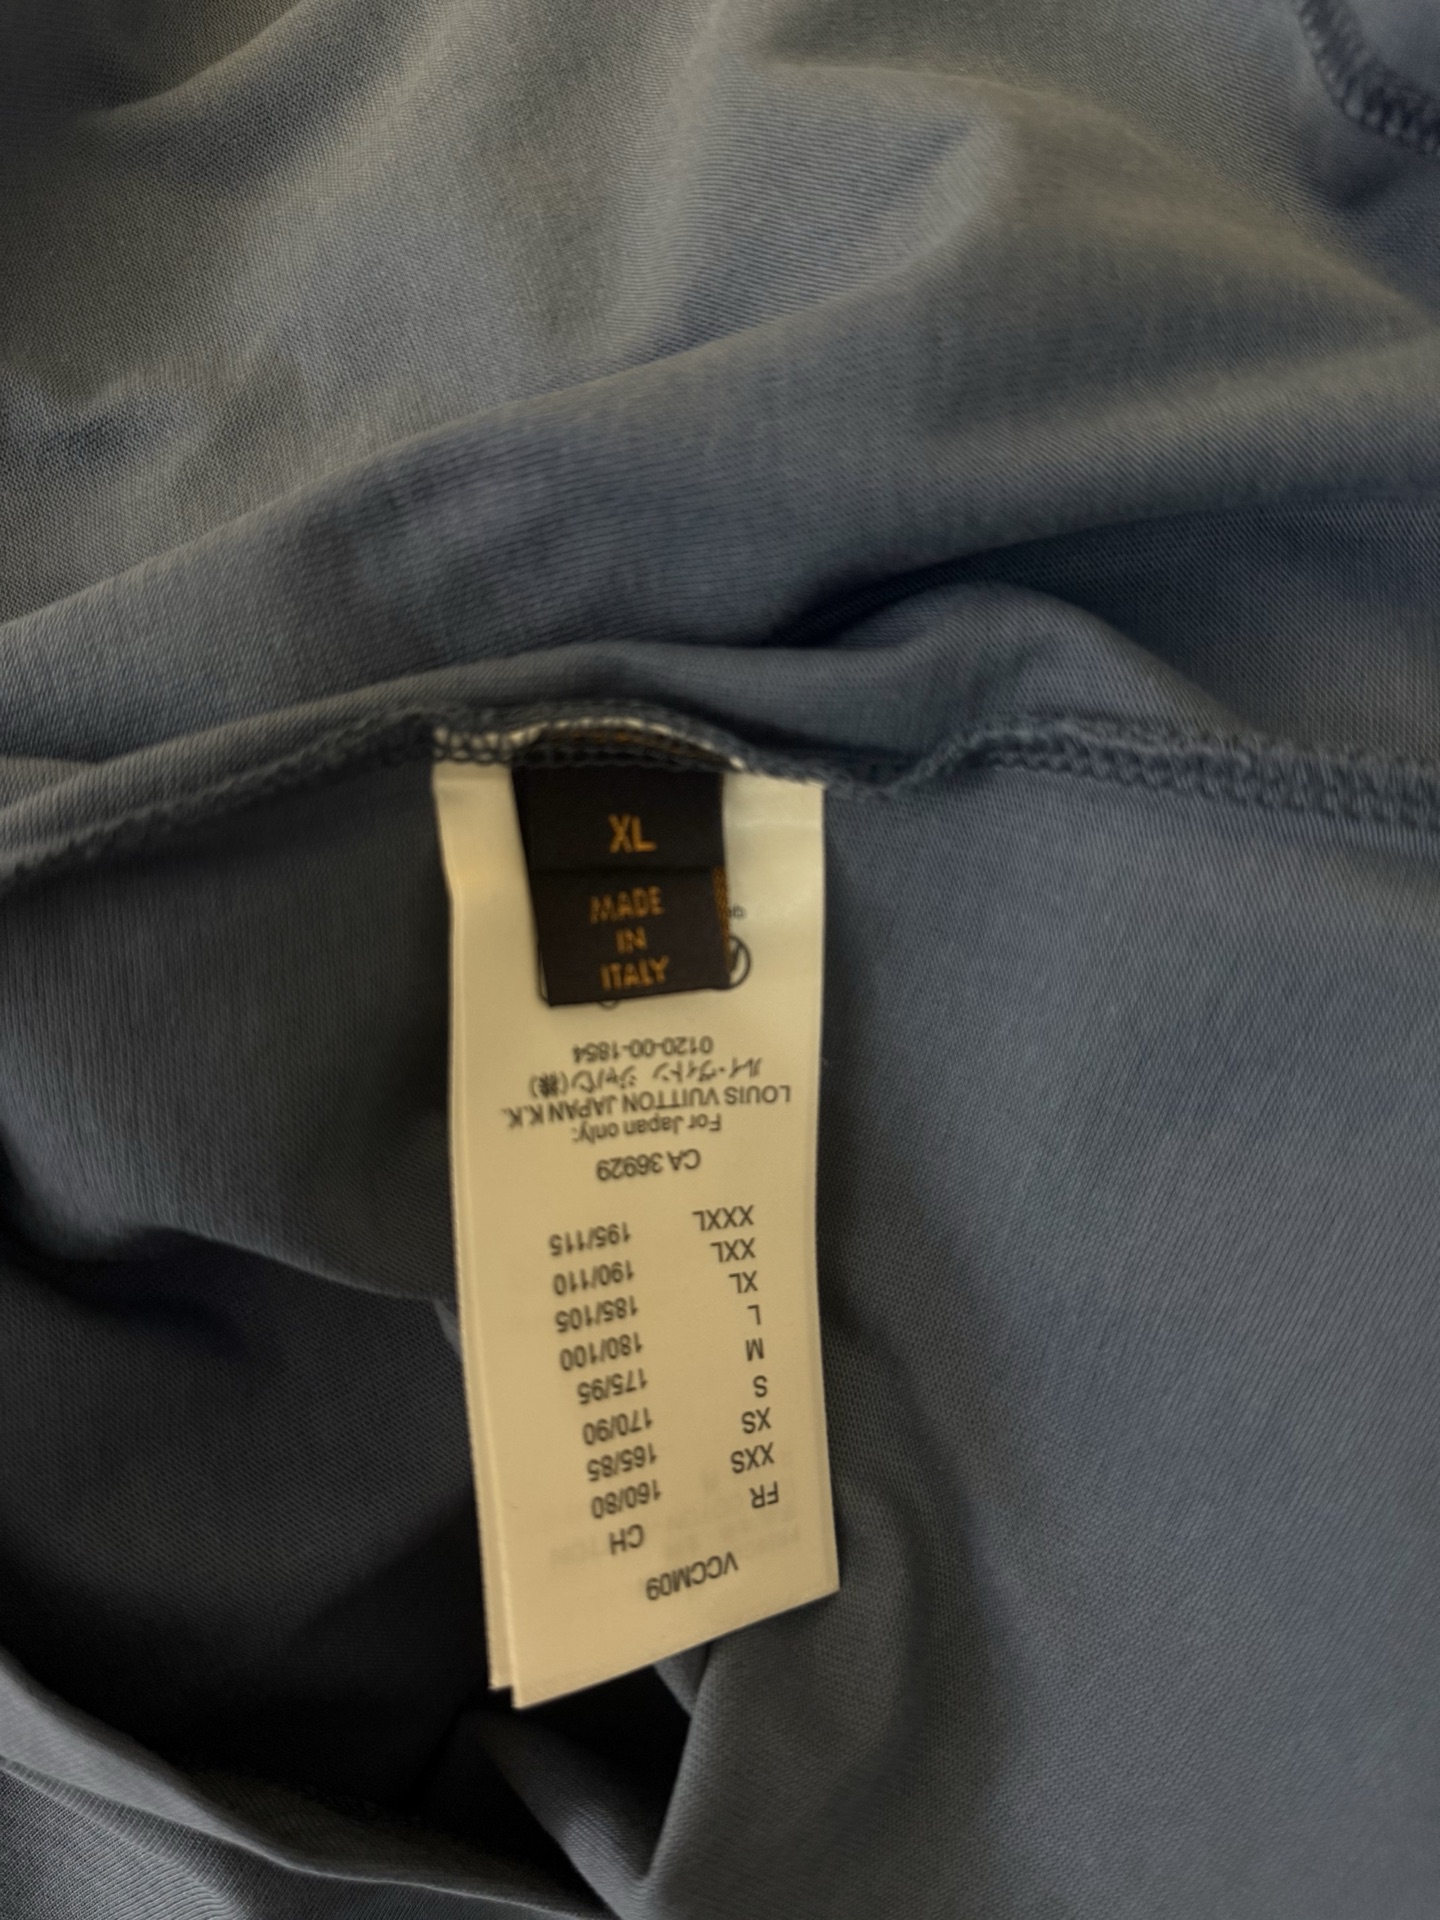 XL
MADE
IN
ITALY
VCCM09
FR CH
XXS 160/80
XS 165/85
S 170/90
M 175/95
L 180/100
XL 185/105
XXL 190/110
XXXL 195/115
CA 36929
For Japan only:
LOUIS VUITTON JAPAN K.K.
ルイ・ヴィトン ジャパン(株)
0120-00-1854